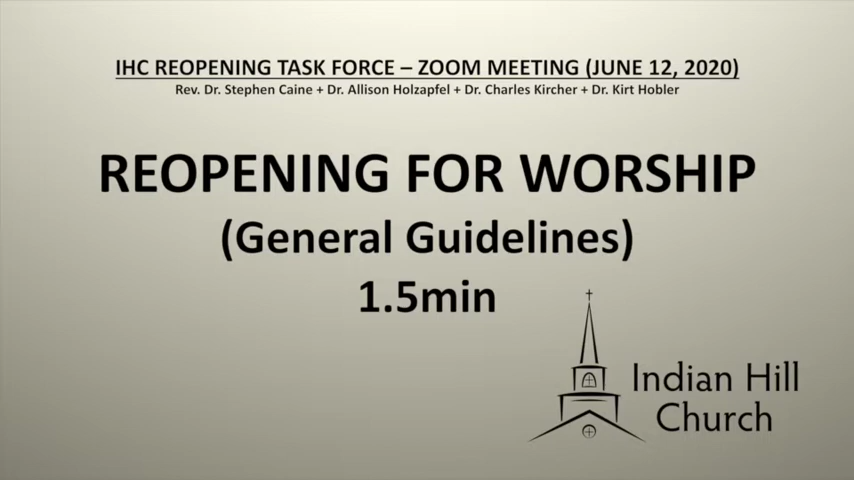 IHC REOPENING TASK FORCE – ZOOM MEETING (JUNE 12, 2020)
Rev. Dr. Stephen Caine + Dr. Allison Holzapfel + Dr. Charles Kircher + Dr. Kirt Hobler
REOPENING FOR WORSHIP
(General Guidelines)
1.5min
Indian Hill
Church